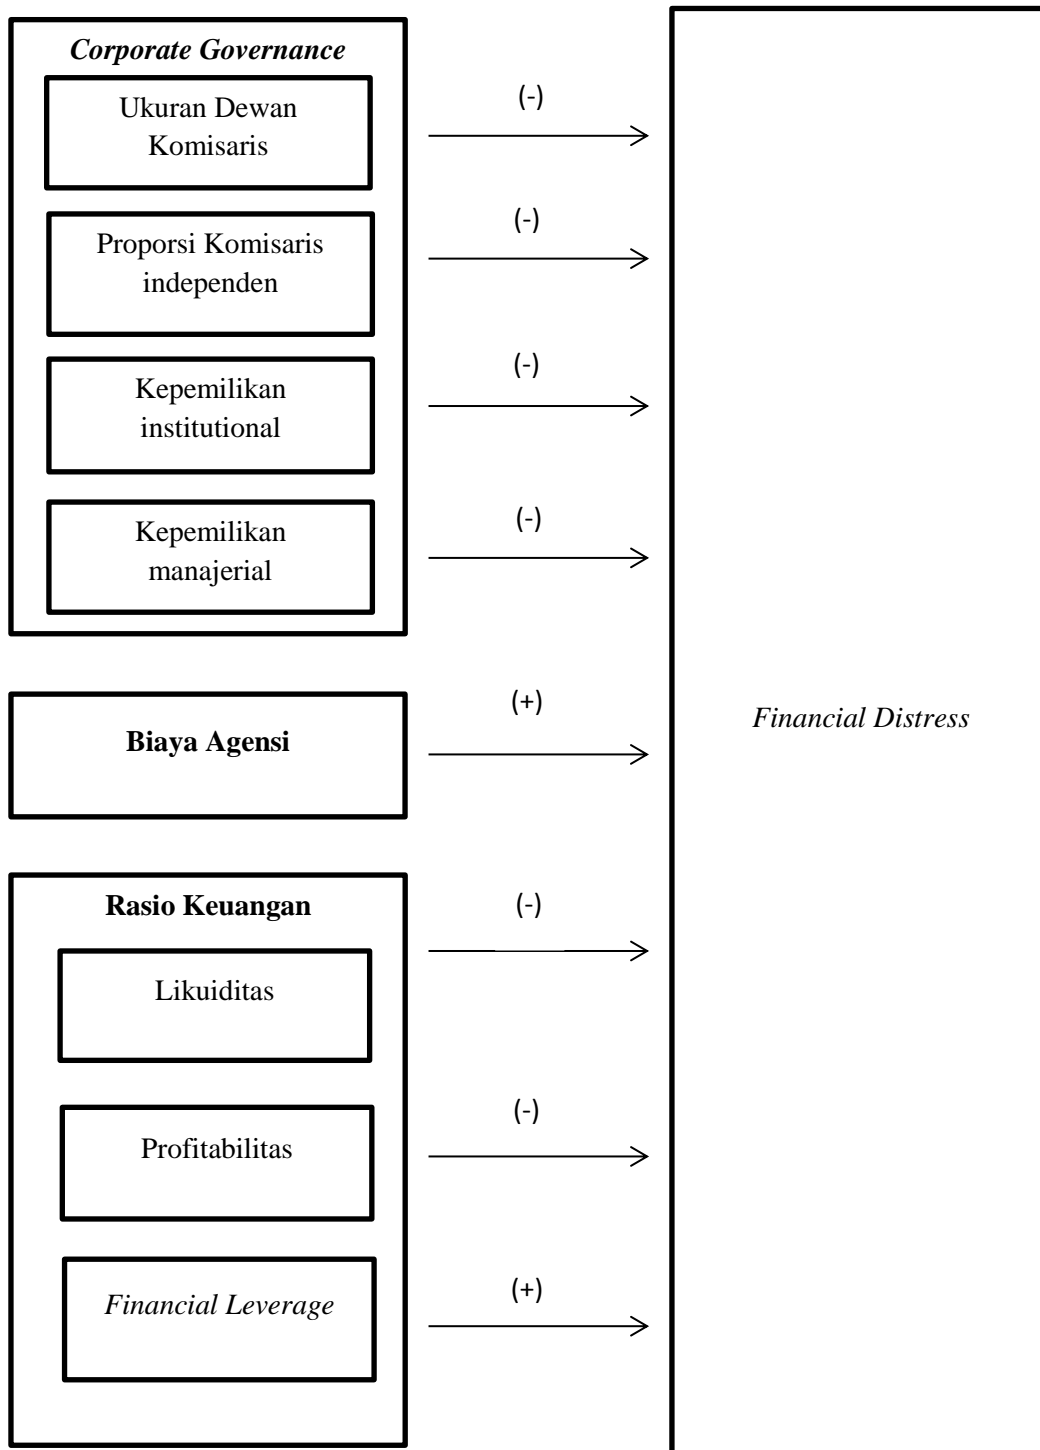 Corporate Governance
Ukuran Dewan
Komisaris
(-)
Proporsi Komisaris
independen
(-)
Kepemilikan
institutional
(-)
Kepemilikan
manajerial
(-)
Biaya Agensi
(+)
Financial Distress
Rasio Keuangan
(-)
Likuiditas
Profitabilitas
(-)
Financial Leverage
(+)